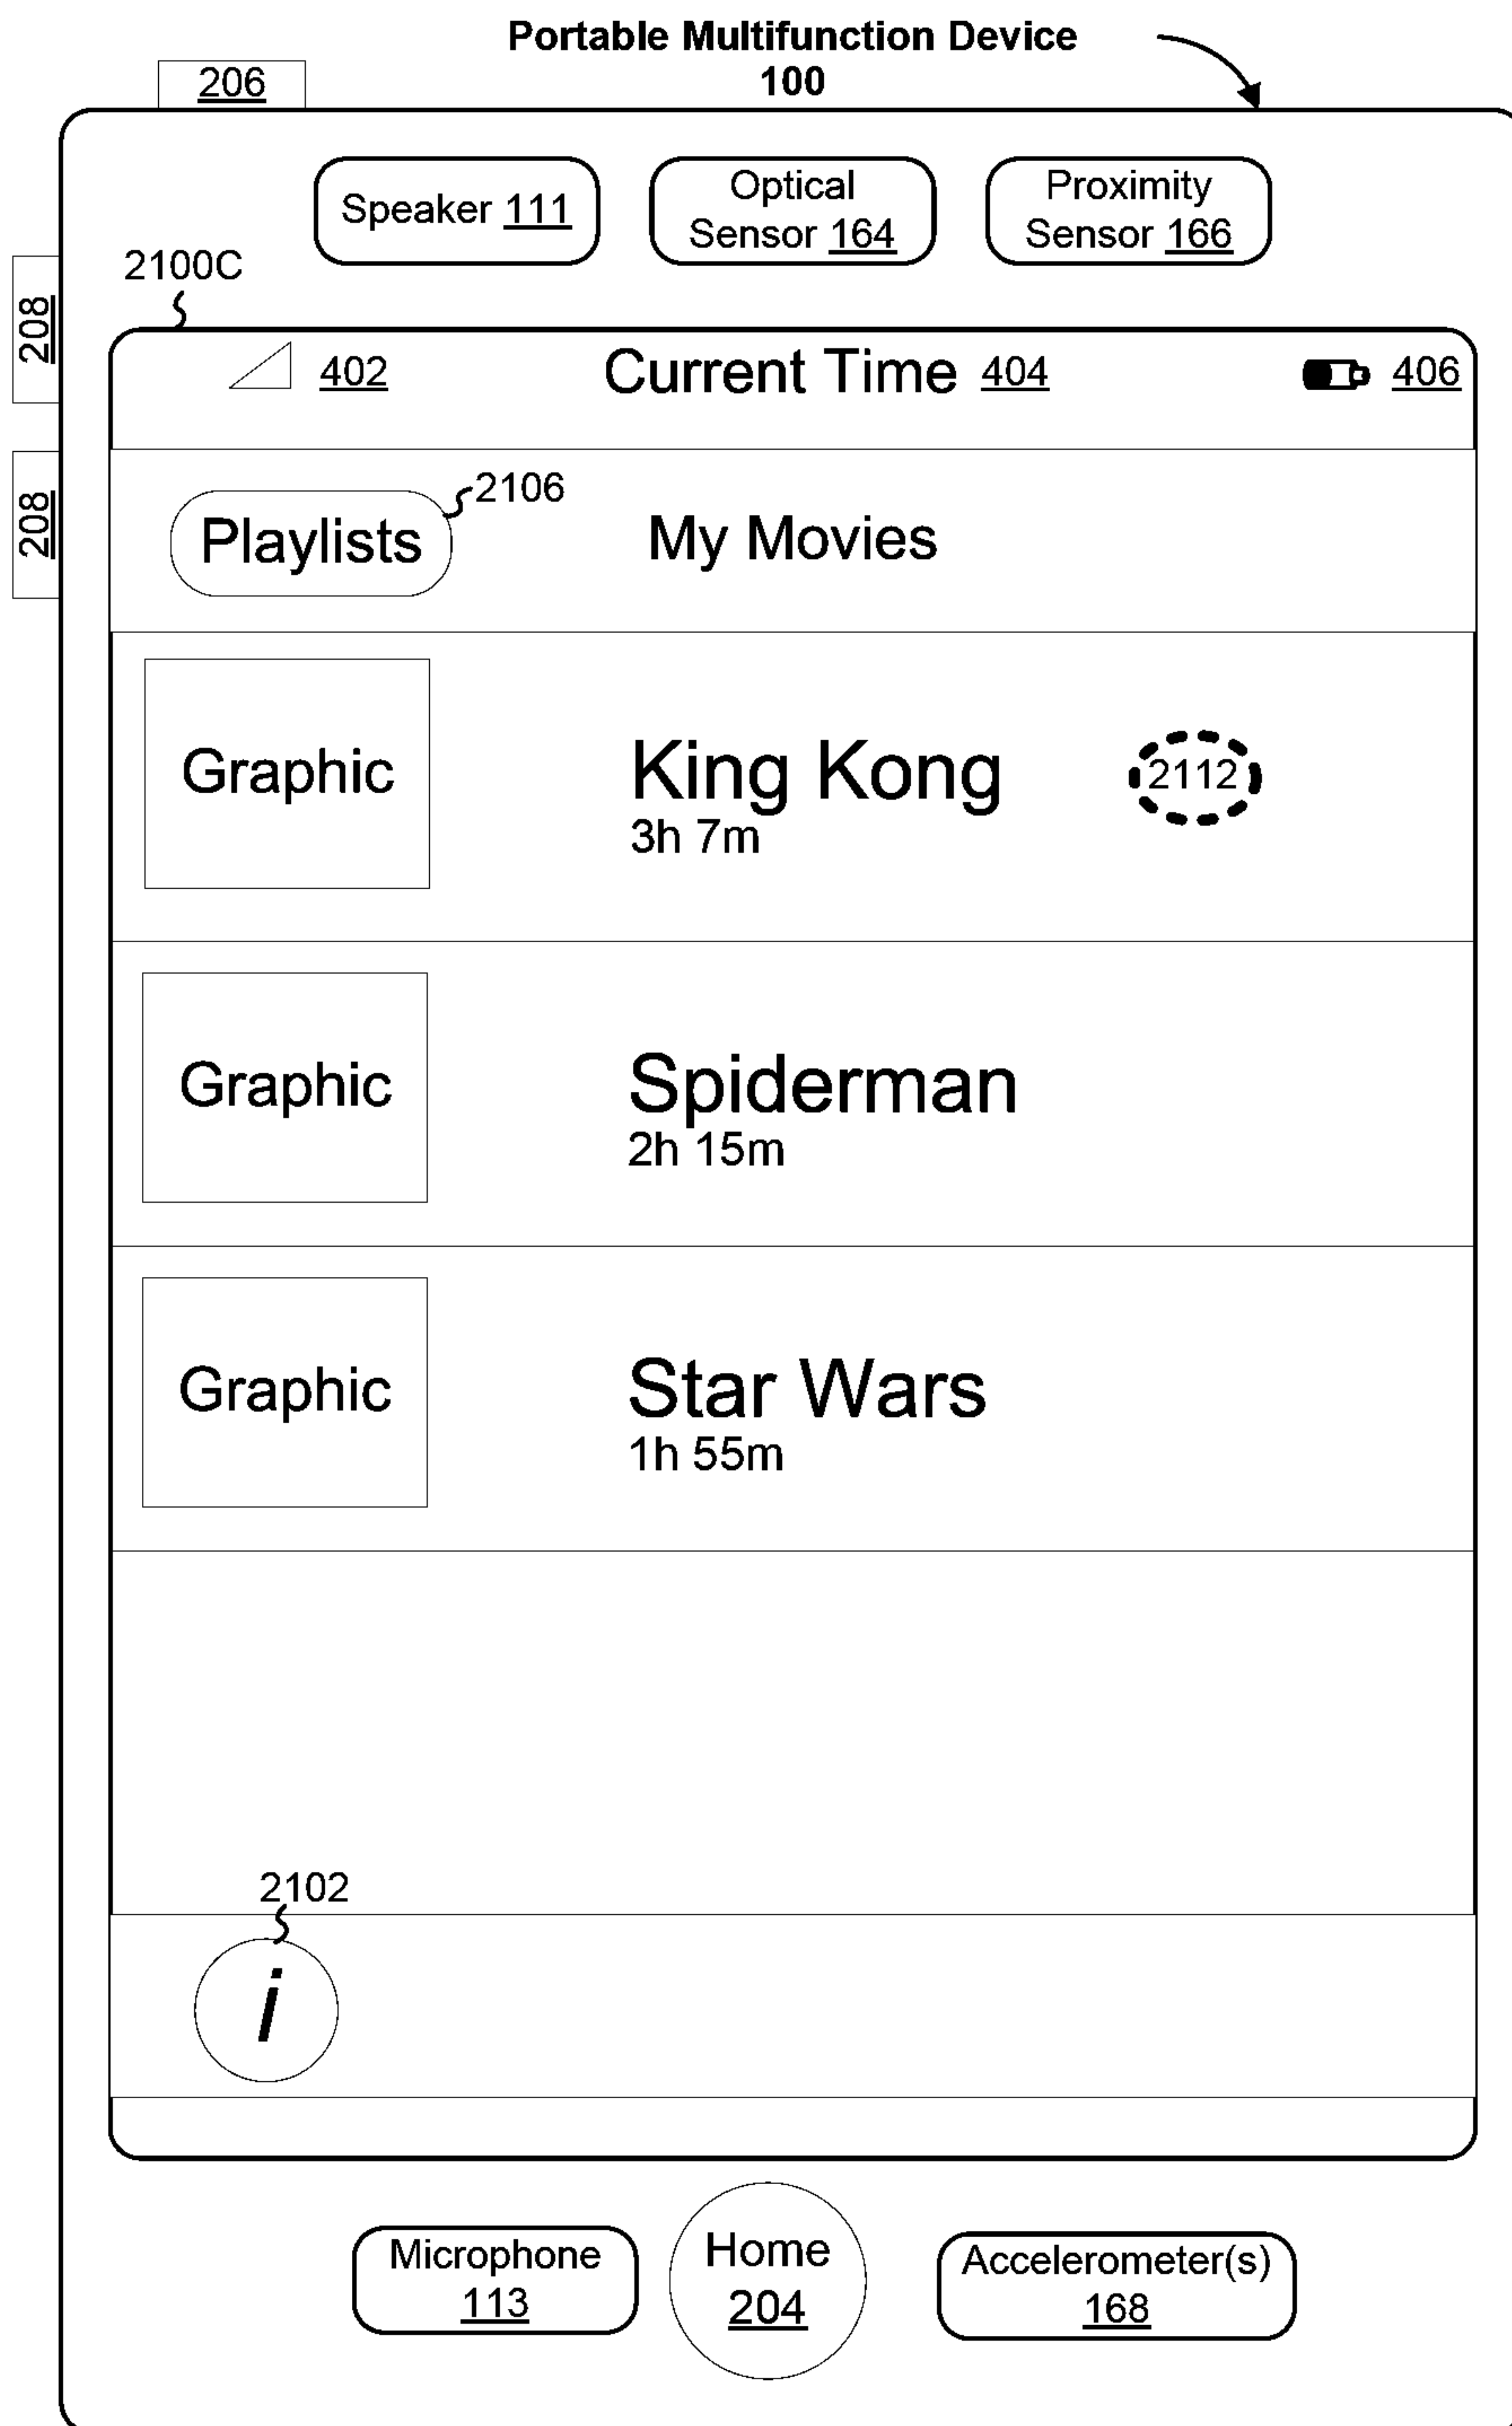 Portable Multifunction Device
100
206
Speaker 111
Optical
Sensor 164
Proximity
Sensor 166
2100C
208
208
402
Current Time 404
406
Playlists
2106
My Movies
Graphic
King Kong
3h 7m
2112
Graphic
Spiderman
2h 15m
Graphic
Star Wars
1h 55m
2102
i
Microphone
113
Home
204
Accelerometer(s)
168